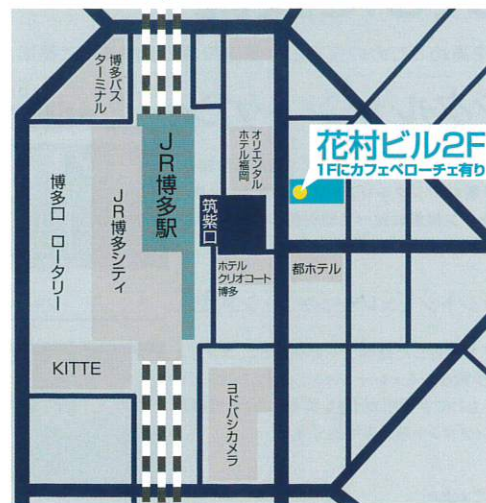 博多バス
ターミナル
JR博多駅
オリエンタル
ホテル福岡
花村ビル2F
1Fにカフェベローチェ有り
筑紫口
博多口 ロータリー
JR博多シティ
ホテル
クリオコート
博多
都ホテル
KITTE
ヨドバシカメラ